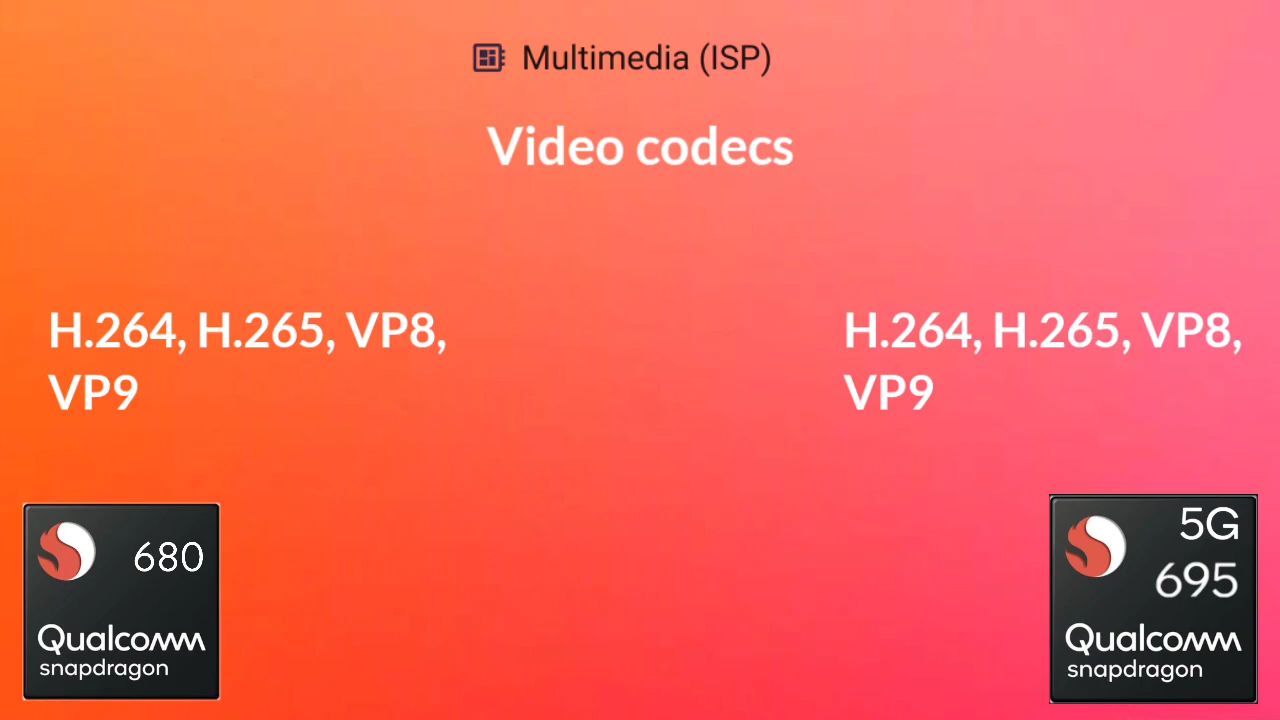 Multimedia (ISP)
Video codecs
H.264, H.265, VP8,
VP9
H.264, H.265, VP8,
VP9
680
Qualcomm
snapdragon
5G
695
Qualcomm
snapdragon